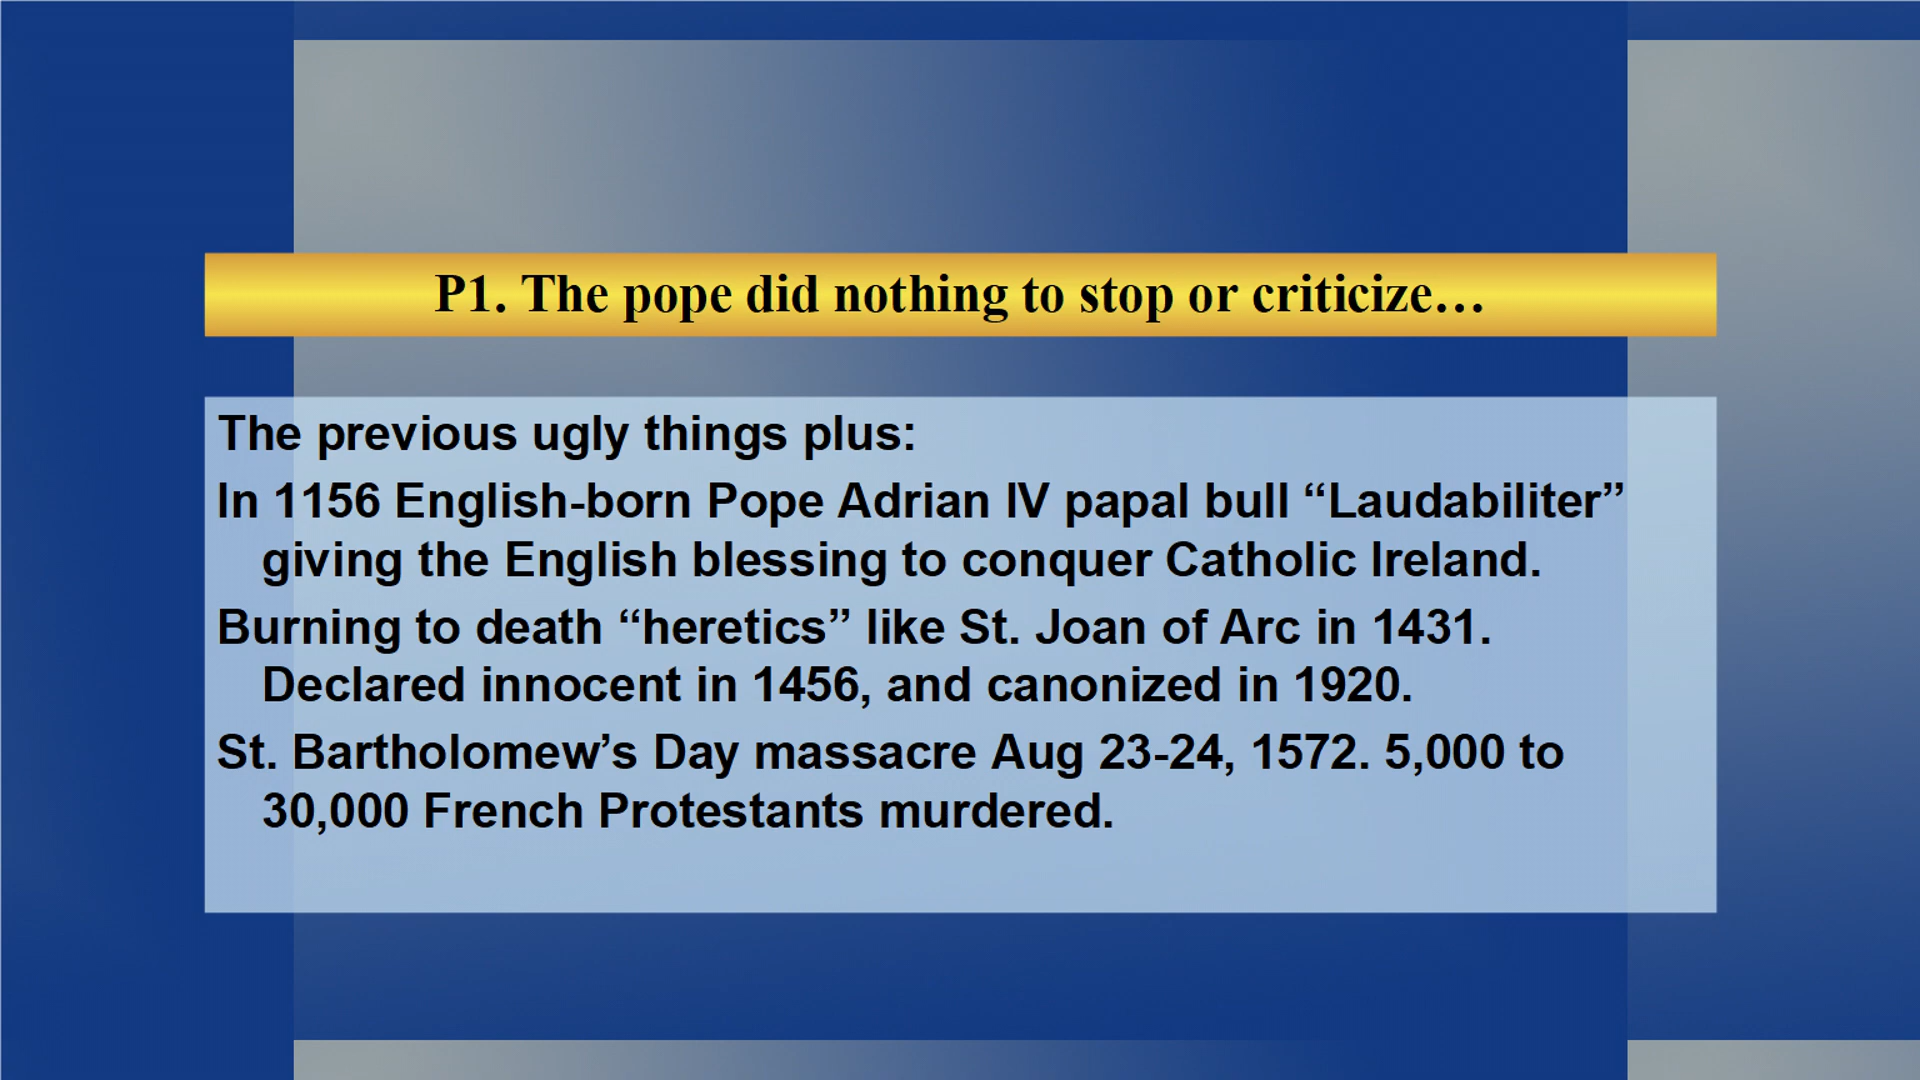 P1. The pope did nothing to stop or criticize…
The previous ugly things plus:
In 1156 English-born Pope Adrian IV papal bull “Laudabiliter”
giving the English blessing to conquer Catholic Ireland.
Burning to death “heretics” like St. Joan of Arc in 1431.
Declared innocent in 1456, and canonized in 1920.
St. Bartholomew’s Day massacre Aug 23-24, 1572. 5,000 to
30,000 French Protestants murdered.